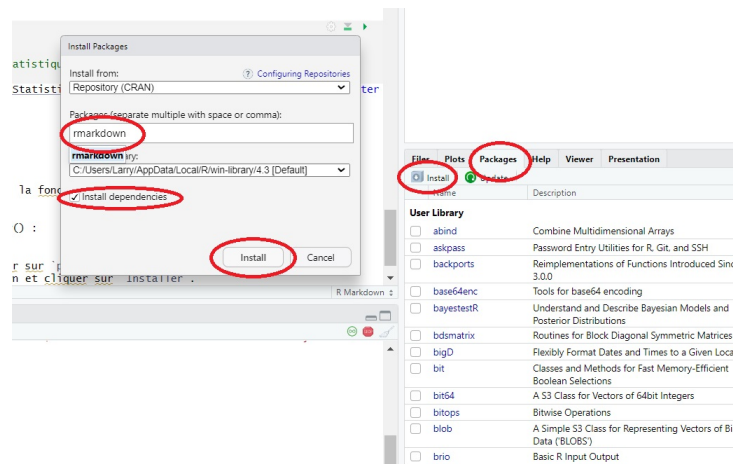 Install Packages
Install from:
Configuring Repositories
Repository (CRAN)
Packages (separate multiple with space or comma):
rmarkdown
rmarkdown
C:/Users/Larry/AppData/Local/R/win-library/4.3 [Default]
Install dependencies
Install
Cancel
atistiqu
Statisti
ter
la fonc
() :
r sur `p
n et cliquer sur `Installer`.
R Markdown
Files Plots Packages Help Viewer Presentation
Install Update
Name Description
User Library
abind Combine Multidimensional Arrays
askpass Password Entry Utilities for R, Git, and SSH
backports Reimplementations of Functions Introduced Sinc
3.0.0
base64enc Tools for base64 encoding
bayestestR Understand and Describe Bayesian Models and
Posterior Distributions
bdsmatrix Routines for Block Diagonal Symmetric Matrices
bigD Flexibly Format Dates and Times to a Given Loca
bit Classes and Methods for Fast Memory-Efficient
Boolean Selections
bit64 A S3 Class for Vectors of 64bit Integers
bitops Bitwise Operations
blob A Simple S3 Class for Representing Vectors of Bi
Data ('BLOBS')
brio Basic R Input Output